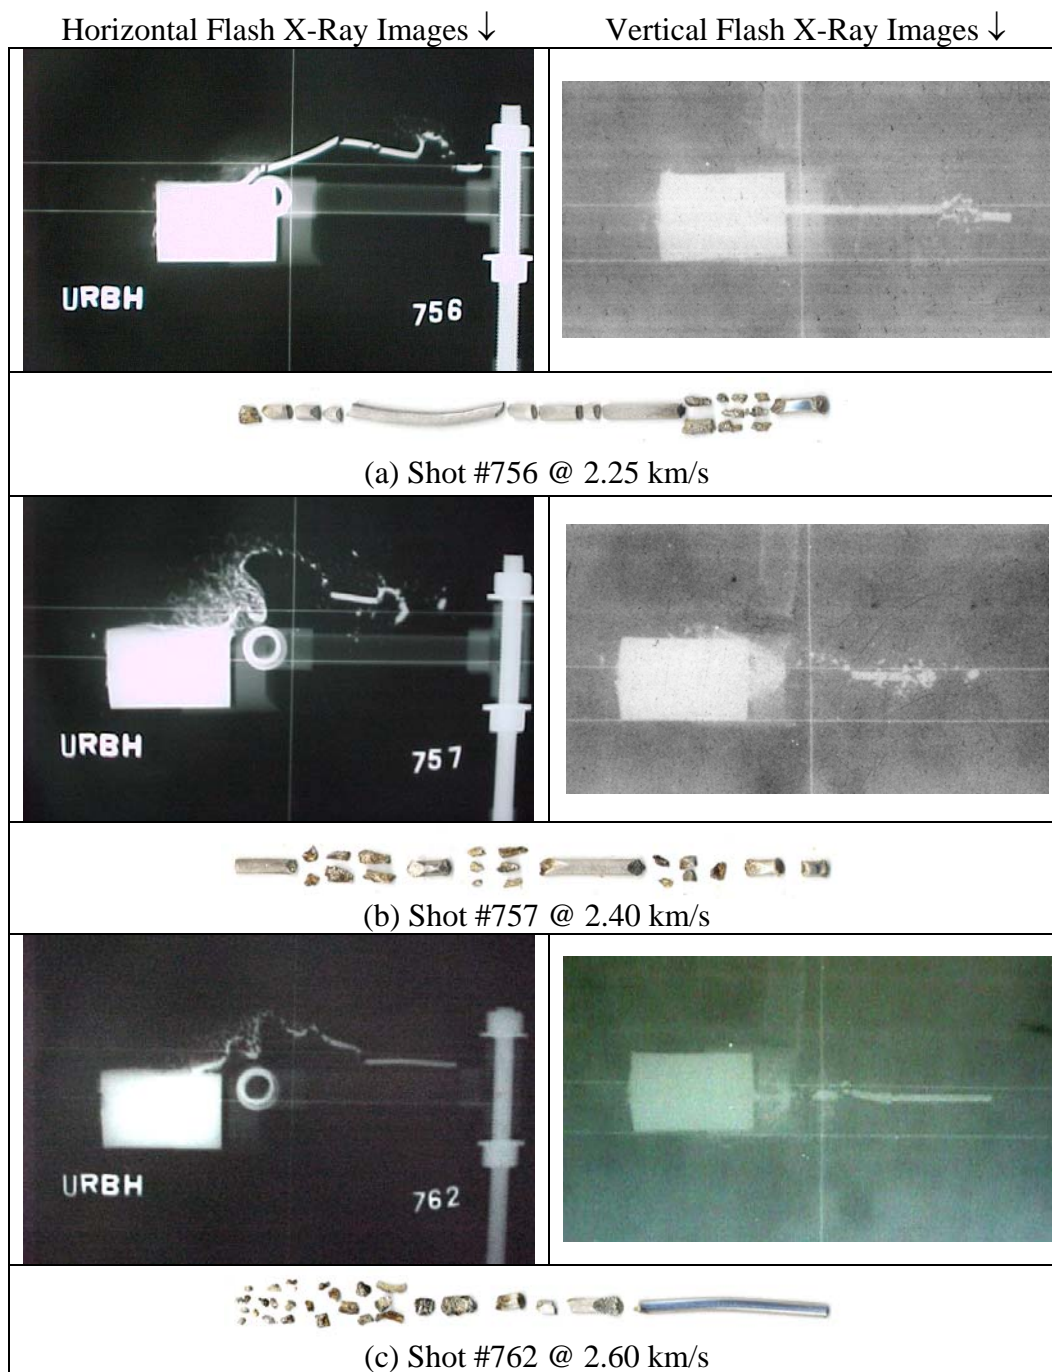 Horizontal Flash X-Ray Images ↓
Vertical Flash X-Ray Images ↓
URBH
756
(a) Shot #756 @ 2.25 km/s
URBH
757
(b) Shot #757 @ 2.40 km/s
URBH
762
(c) Shot #762 @ 2.60 km/s